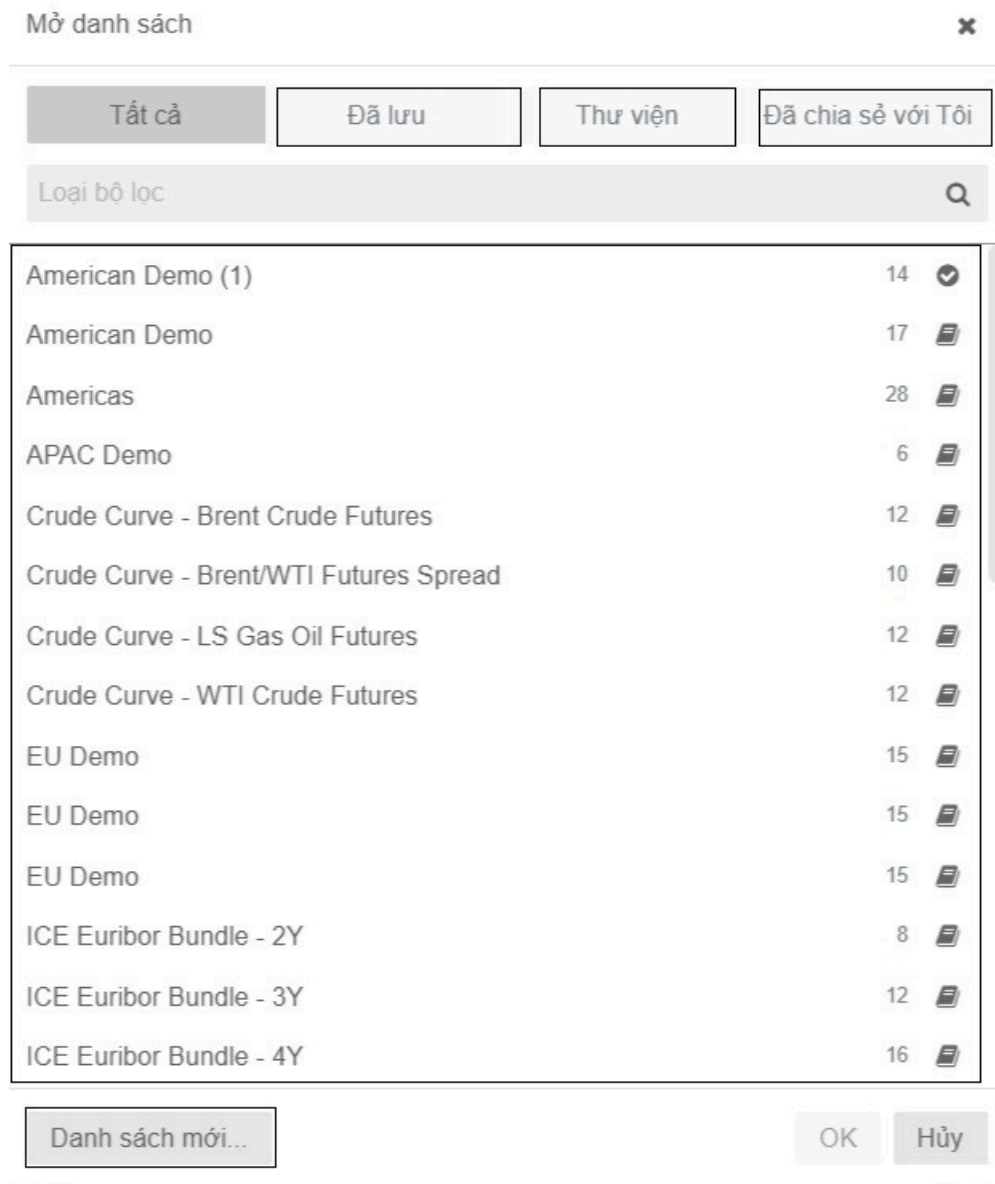 Mở danh sách
Tất cả Đã lưu Thư viện Đã chia sẻ với Tôi
Loại bộ lọc
American Demo (1) 14
American Demo 17
Americas 28
APAC Demo 6
Crude Curve - Brent Crude Futures 12
Crude Curve - Brent/WTI Futures Spread 10
Crude Curve - LS Gas Oil Futures 12
Crude Curve - WTI Crude Futures 12
EU Demo 15
EU Demo 15
EU Demo 15
ICE Euribor Bundle - 2Y 8
ICE Euribor Bundle - 3Y 12
ICE Euribor Bundle - 4Y 16
Danh sách mới... OK Hủy